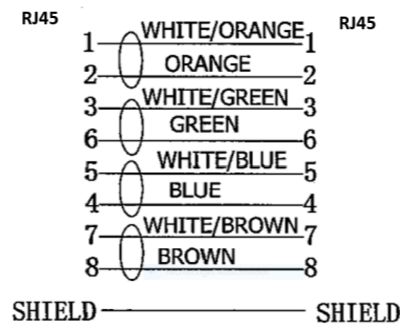 RJ45 RJ45
1 WHITE/ORANGE 1
2 ORANGE 2
3 WHITE/GREEN 3
6 GREEN 6
5 WHITE/BLUE 5
4 BLUE 4
7 WHITE/BROWN 7
8 BROWN 8
SHIELD SHIELD